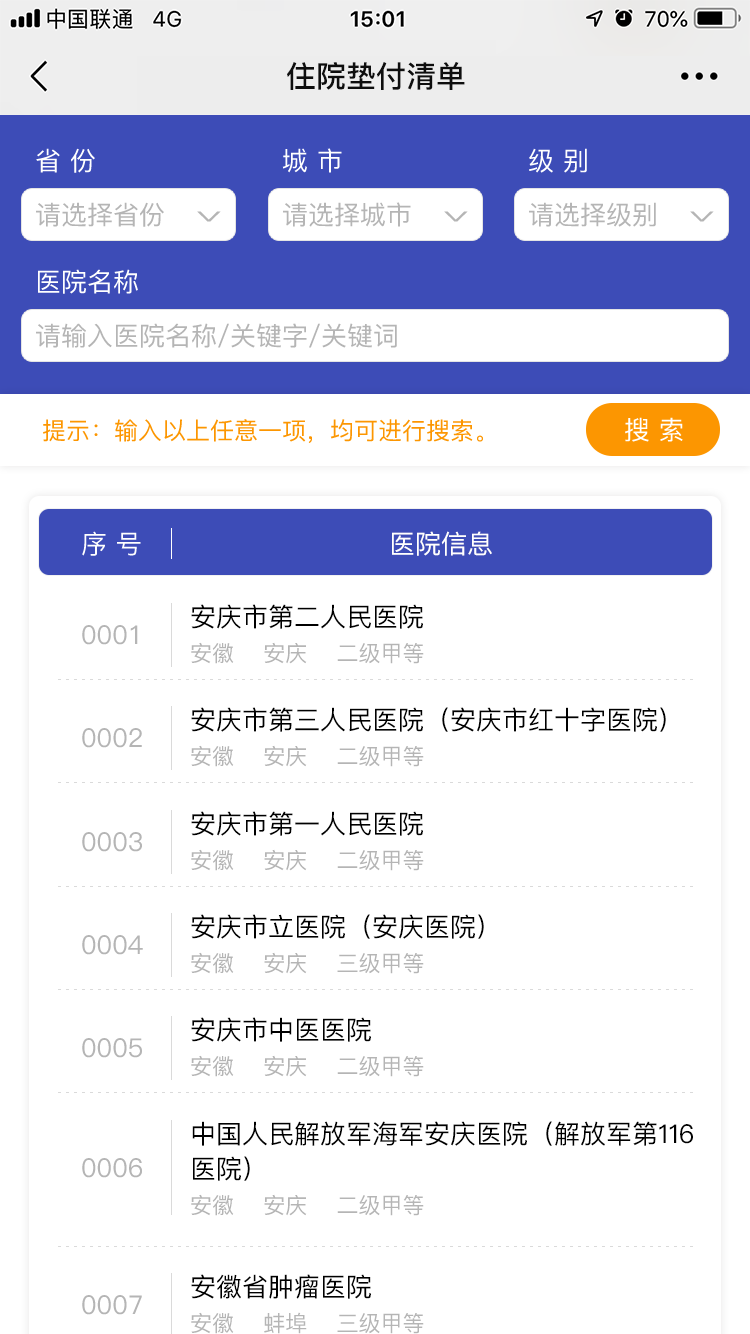 中国联通 4G 15:01 70%
住院垫付清单
省份 城市 级别
请选择省份 请选择城市 请选择级别
医院名称
请输入医院名称/关键字/关键词
提示：输入以上任意一项，均可进行搜索。 搜索
序号 医院信息
0001 安庆市第二人民医院
安徽 安庆 二级甲等
0002 安庆市第三人民医院（安庆市红十字医院）
安徽 安庆 二级甲等
0003 安庆市第一人民医院
安徽 安庆 二级甲等
0004 安庆市立医院（安庆医院）
安徽 安庆 三级甲等
0005 安庆市中医医院
安徽 安庆 二级甲等
0006 中国人民解放军海军安庆医院（解放军第116
医院）
安徽 安庆 二级甲等
0007 安徽省肿瘤医院
安徽 蚌埠 三级甲等